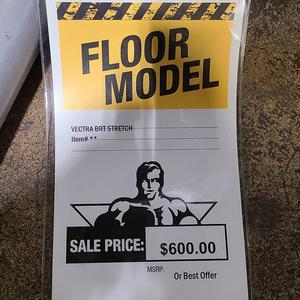 FLOOR
MODEL
VECTRA BRT STRETCH
Item# **
SALE PRICE: $600.00
MSRP:
Or Best Offer